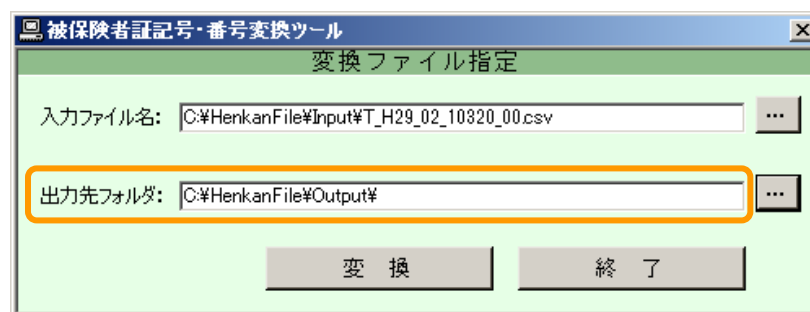 被保険者証記号･番号変換ツール
変換ファイル指定
入力ファイル名: C:¥HenkanFile¥Input¥T_H29_02_10320_00.csv ...
出力先フォルダ: C:¥HenkanFile¥Output¥ ...
変 換 終 了